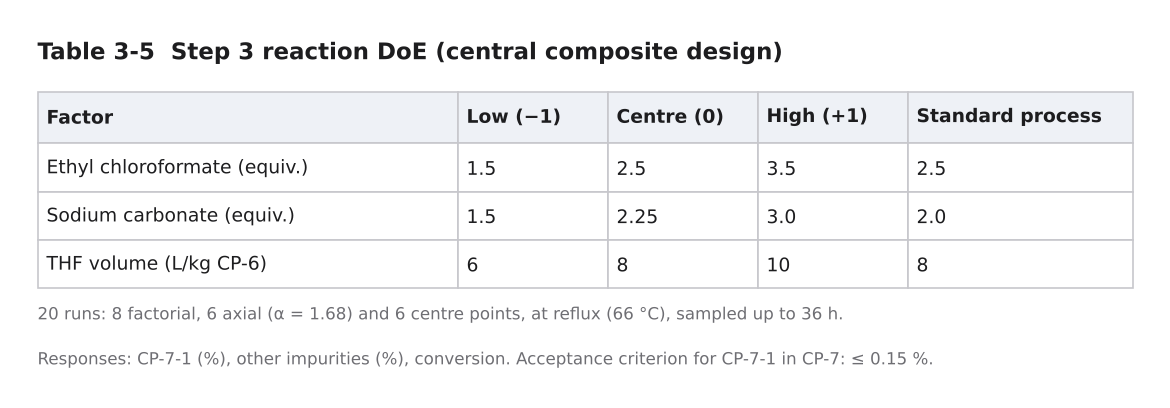 Table 3-5 Step 3 reaction DoE (central composite design)
Factor Low (−1) Centre (0) High (+1) Standard process
Ethyl chloroformate (equiv.) 1.5 2.5 3.5 2.5
Sodium carbonate (equiv.) 1.5 2.25 3.0 2.0
THF volume (L/kg CP-6) 6 8 10 8
20 runs: 8 factorial, 6 axial (α = 1.68) and 6 centre points, at reflux (66 °C), sampled up to 36 h.
Responses: CP-7-1 (%), other impurities (%), conversion. Acceptance criterion for CP-7-1 in CP-7: ≤ 0.15 %.